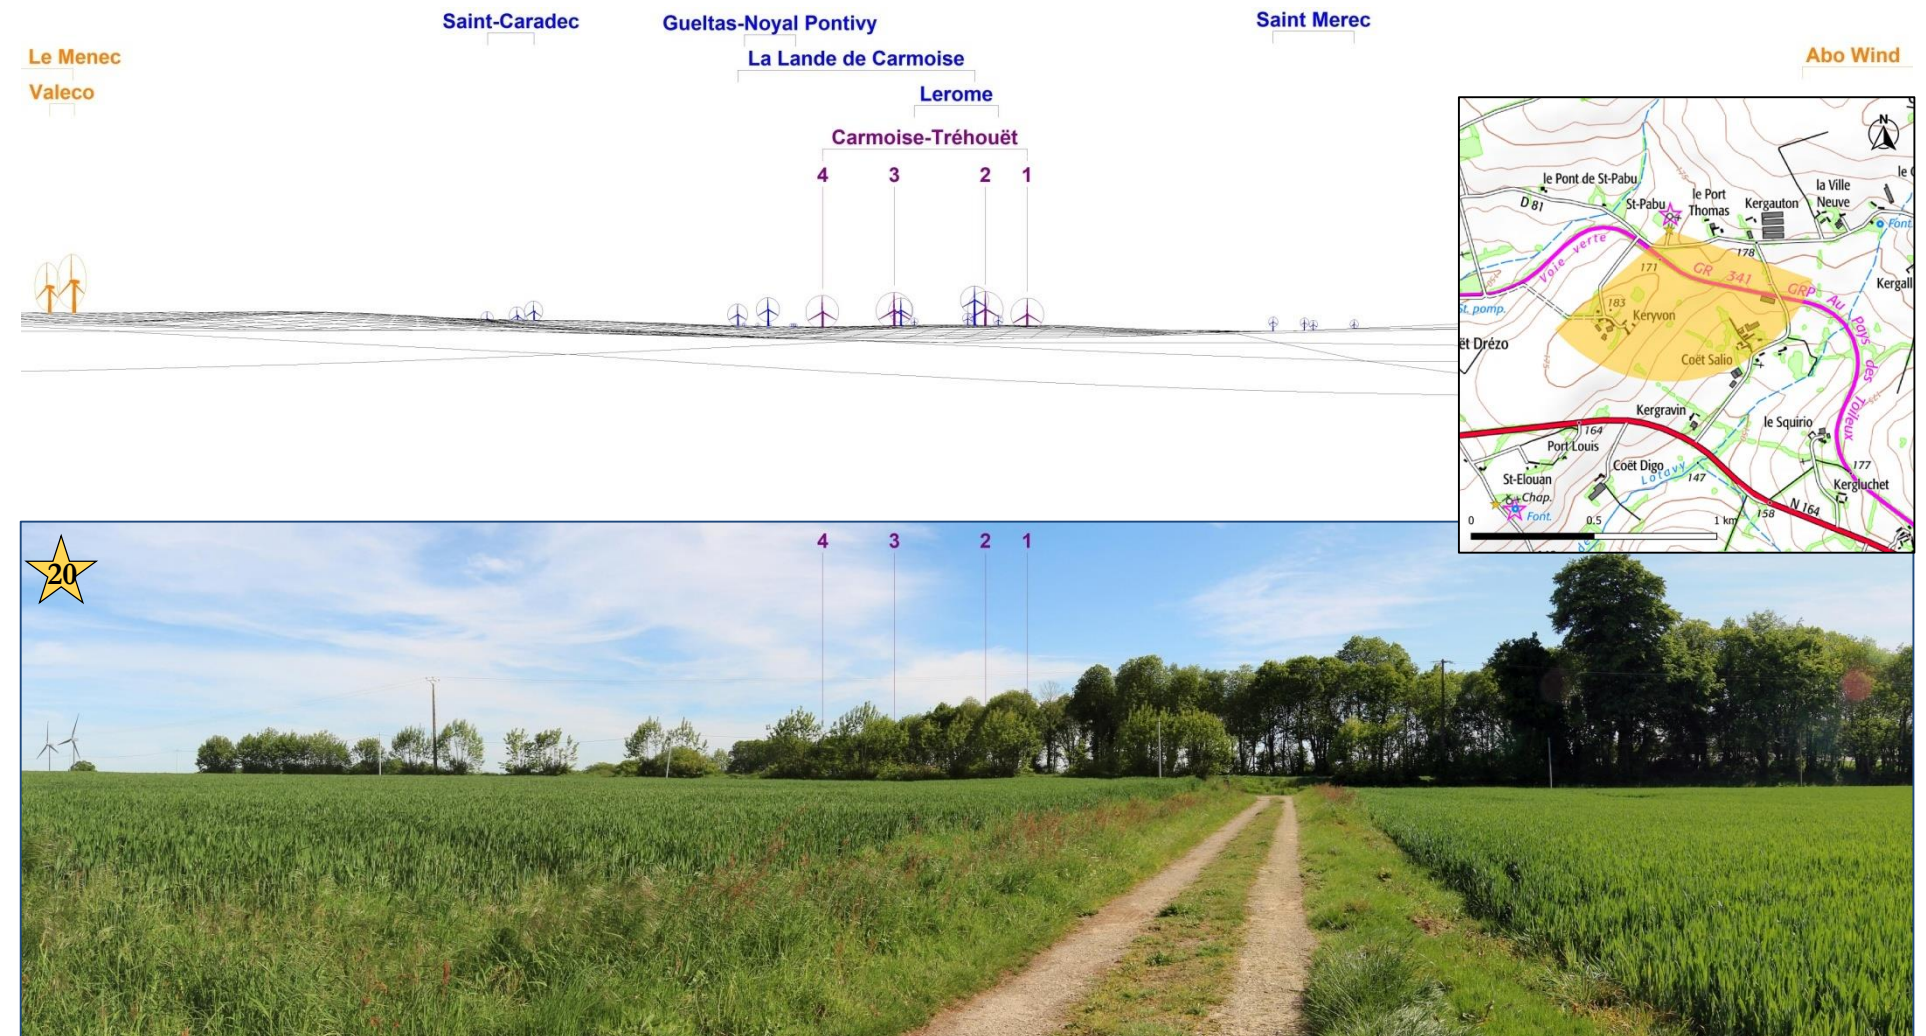 Saint-Caradec
Gueltas-Noyal Pontivy
Saint Merec
Le Menec
La Lande de Carmoise
Abo Wind
Valeco
Lerome
Carmoise-Tréhouët
4 3 2 1
N
le Pont de St-Pabu
D 81
St-Pabu
le Port
Thomas
Kergauton
la Ville
Neuve
Font.
Voie verte
171
178
GR 341
GRP Au Pays des Toileux
Kergall
183
Keryvon
St. pomp.
ët Drézo
Coët Salio
175
Kergravin
le Squirio
164
Port Louis
Coët Digo
Lotavy
147
177
Kergluchet
St-Elouan
Chap.
Font.
158
N 164
0 0.5 1 km
20
4 3 2 1